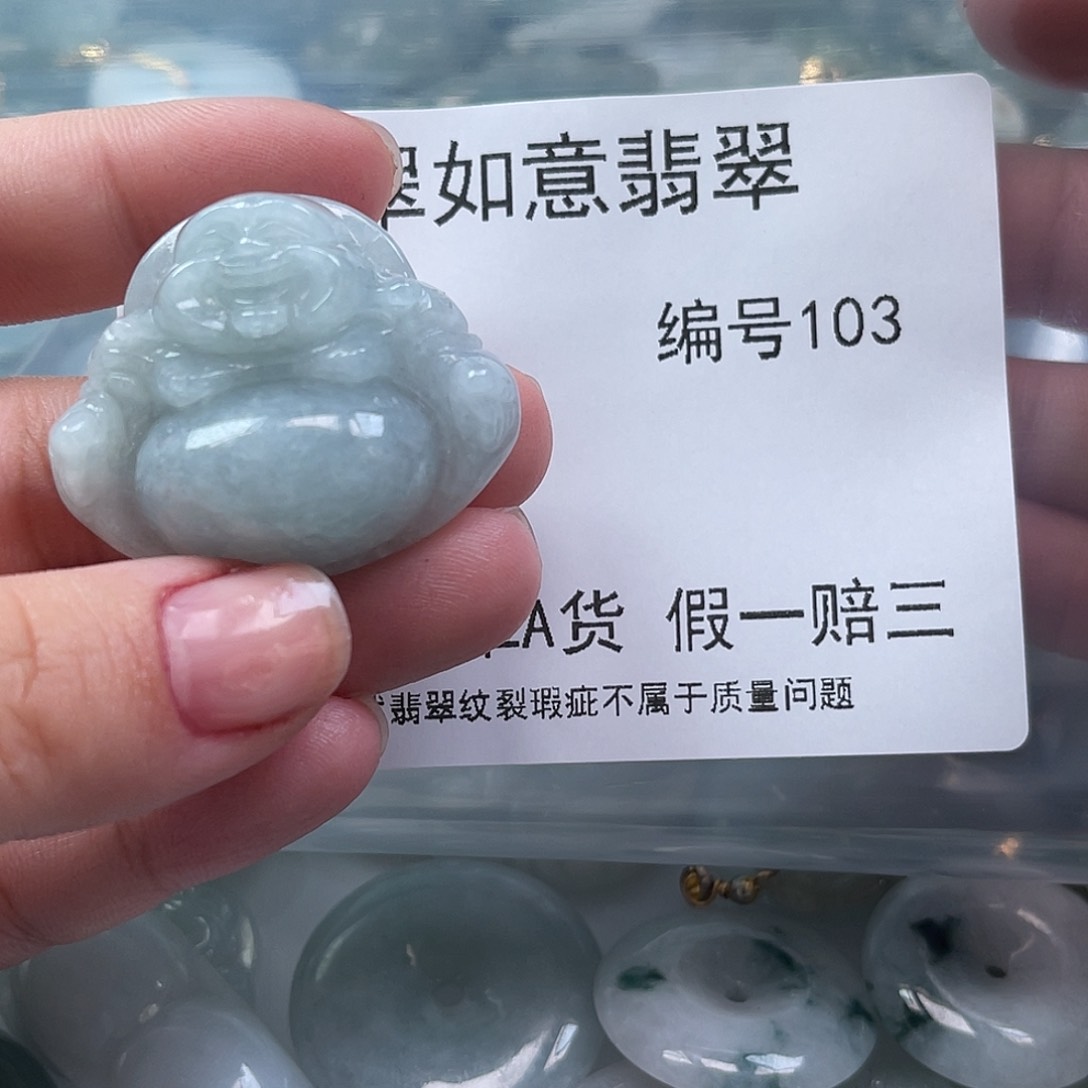 翠如意翡翠
编号103
A货 假一赔三
翡翠纹裂瑕疵不属于质量问题